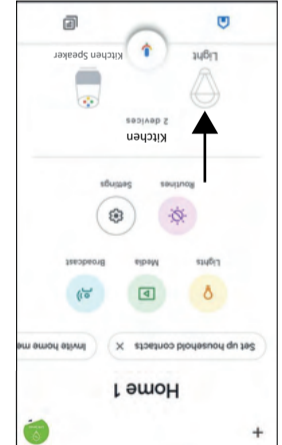 Home 1
Set up household contacts X
Invite home me
Lights
Media
Broadcast
Routines
Settings
Kitchen
2 devices
Light
Kitchen Speaker